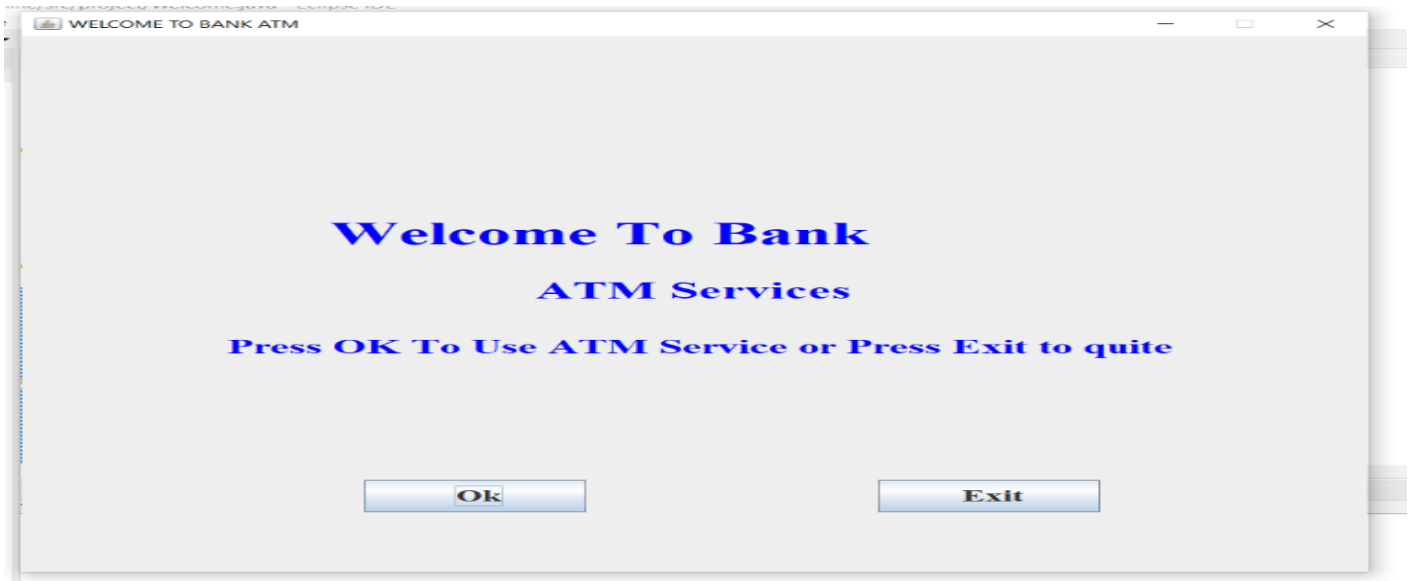 WELCOME TO BANK ATM
Welcome To Bank
ATM Services
Press OK To Use ATM Service or Press Exit to quite
Ok Exit